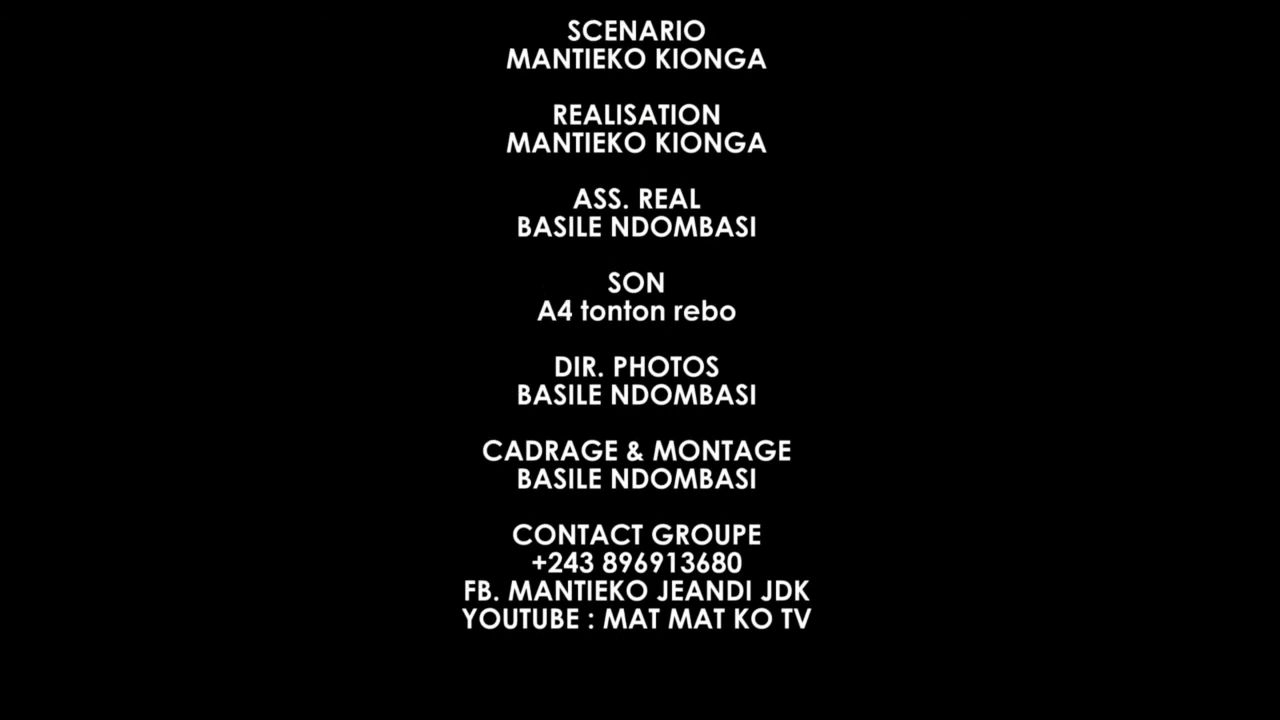 SCENARIO
MANTIEKO KIONGA
REALISATION
MANTIEKO KIONGA
ASS. REAL
BASILE NDOMBASI
SON
A4 tonton rebo
DIR. PHOTOS
BASILE NDOMBASI
CADRAGE & MONTAGE
BASILE NDOMBASI
CONTACT GROUPE
+243 896913680
FB. MANTIEKO JEANDI JDK
YOUTUBE : MAT MAT KO TV